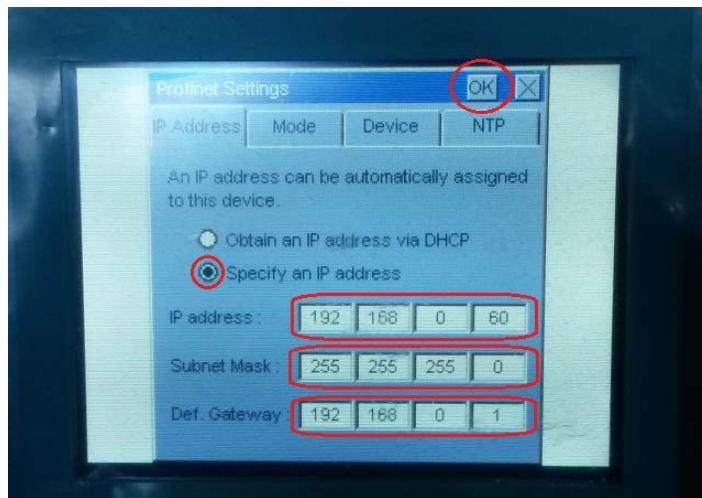 Profinet Settings OK X
IP Address Mode Device NTP
An IP address can be automatically assigned
to this device.
Obtain an IP address via DHCP
Specify an IP address
IP address : 192 168 0 60
Subnet Mask : 255 255 255 0
Def. Gateway : 192 168 0 1